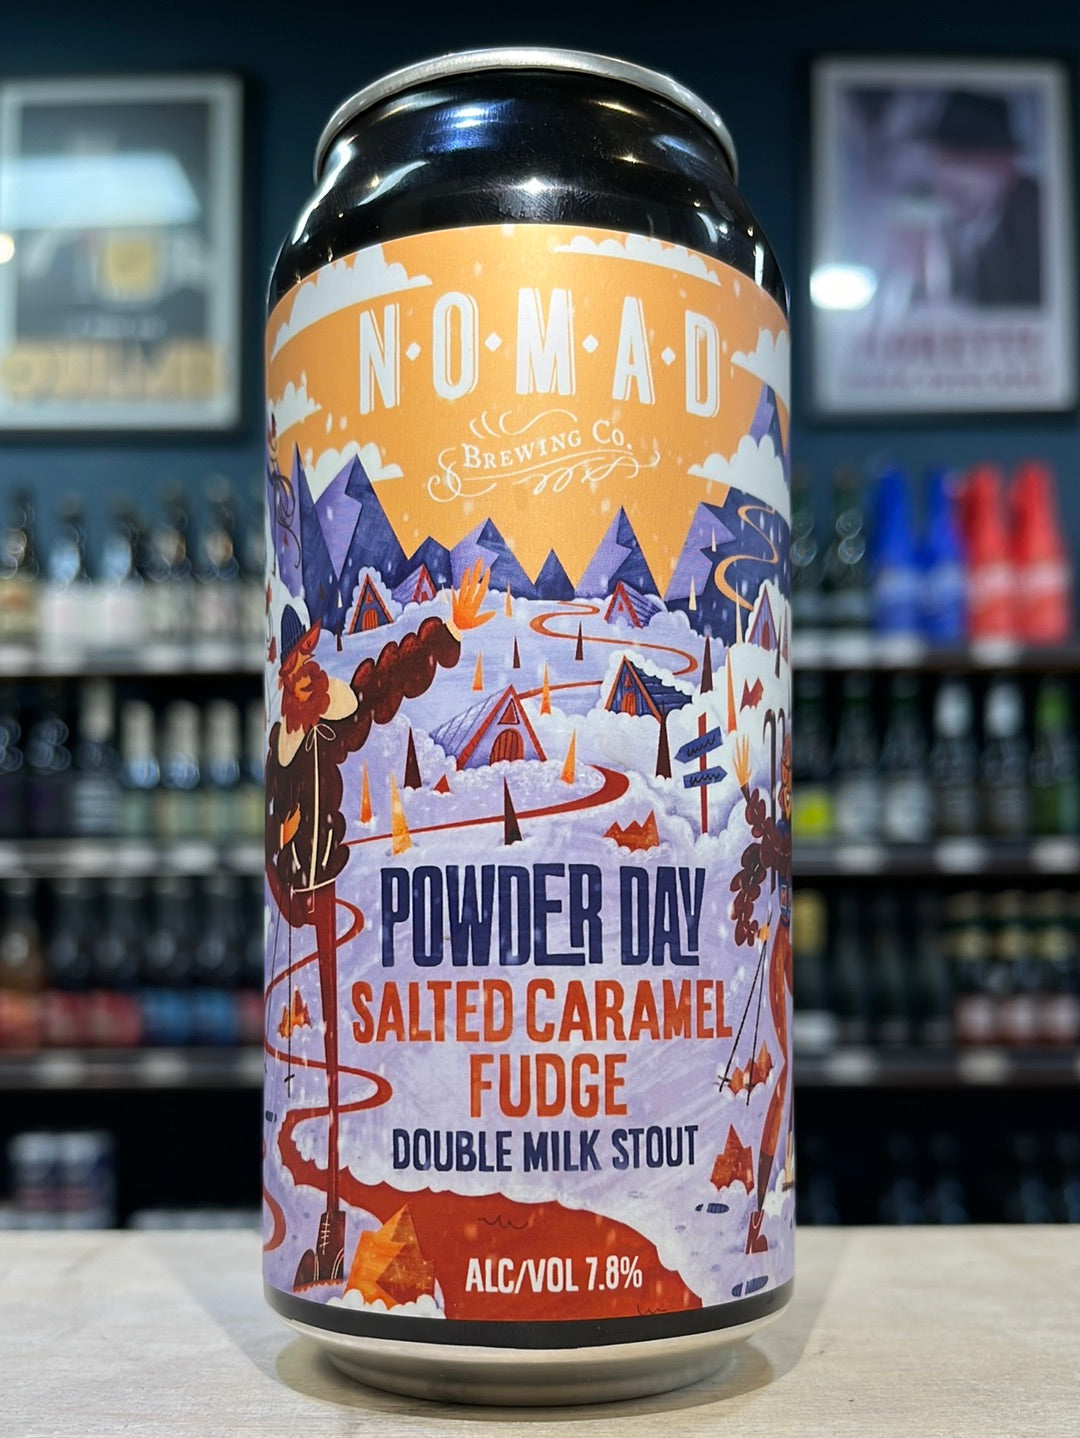 N·O·M·A·D
BREWING CO.
POWDER DAY
SALTED CARAMEL
FUDGE
DOUBLE MILK STOUT
ALC/VOL 7.8%